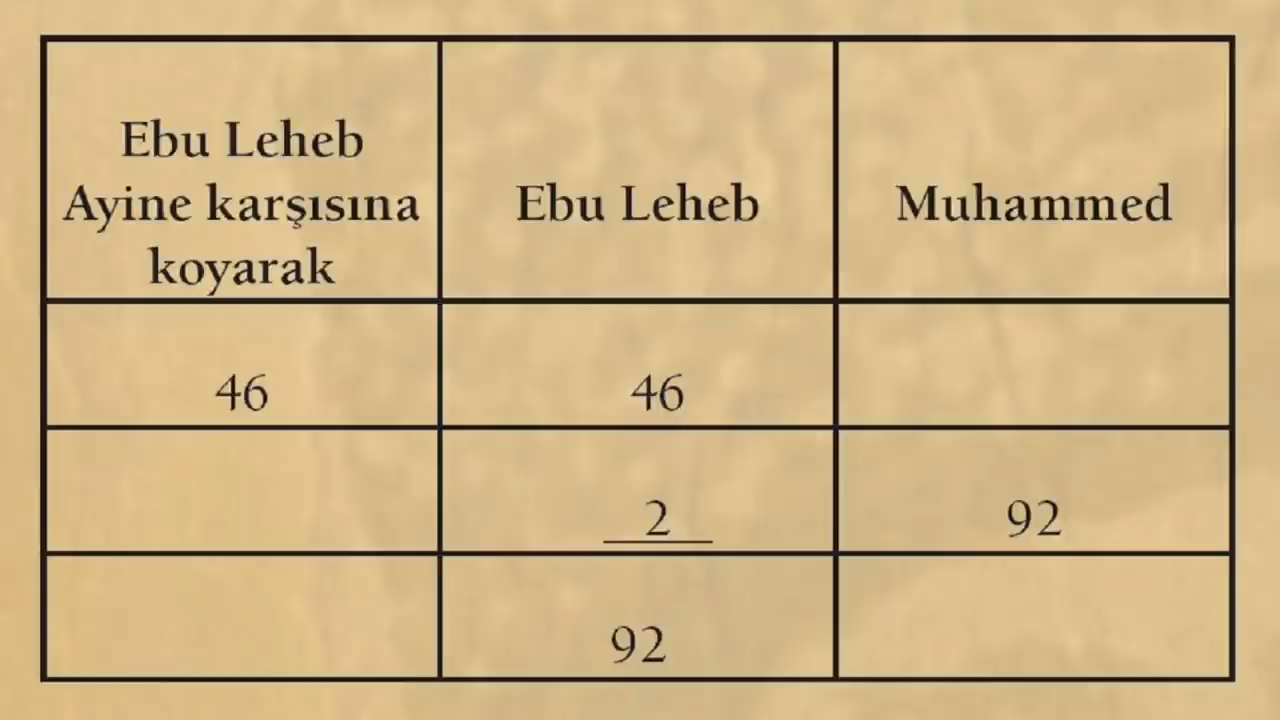 Ebu Leheb
Ayine karşısına
koyarak
Ebu Leheb
Muhammed
46
46
2
92
92